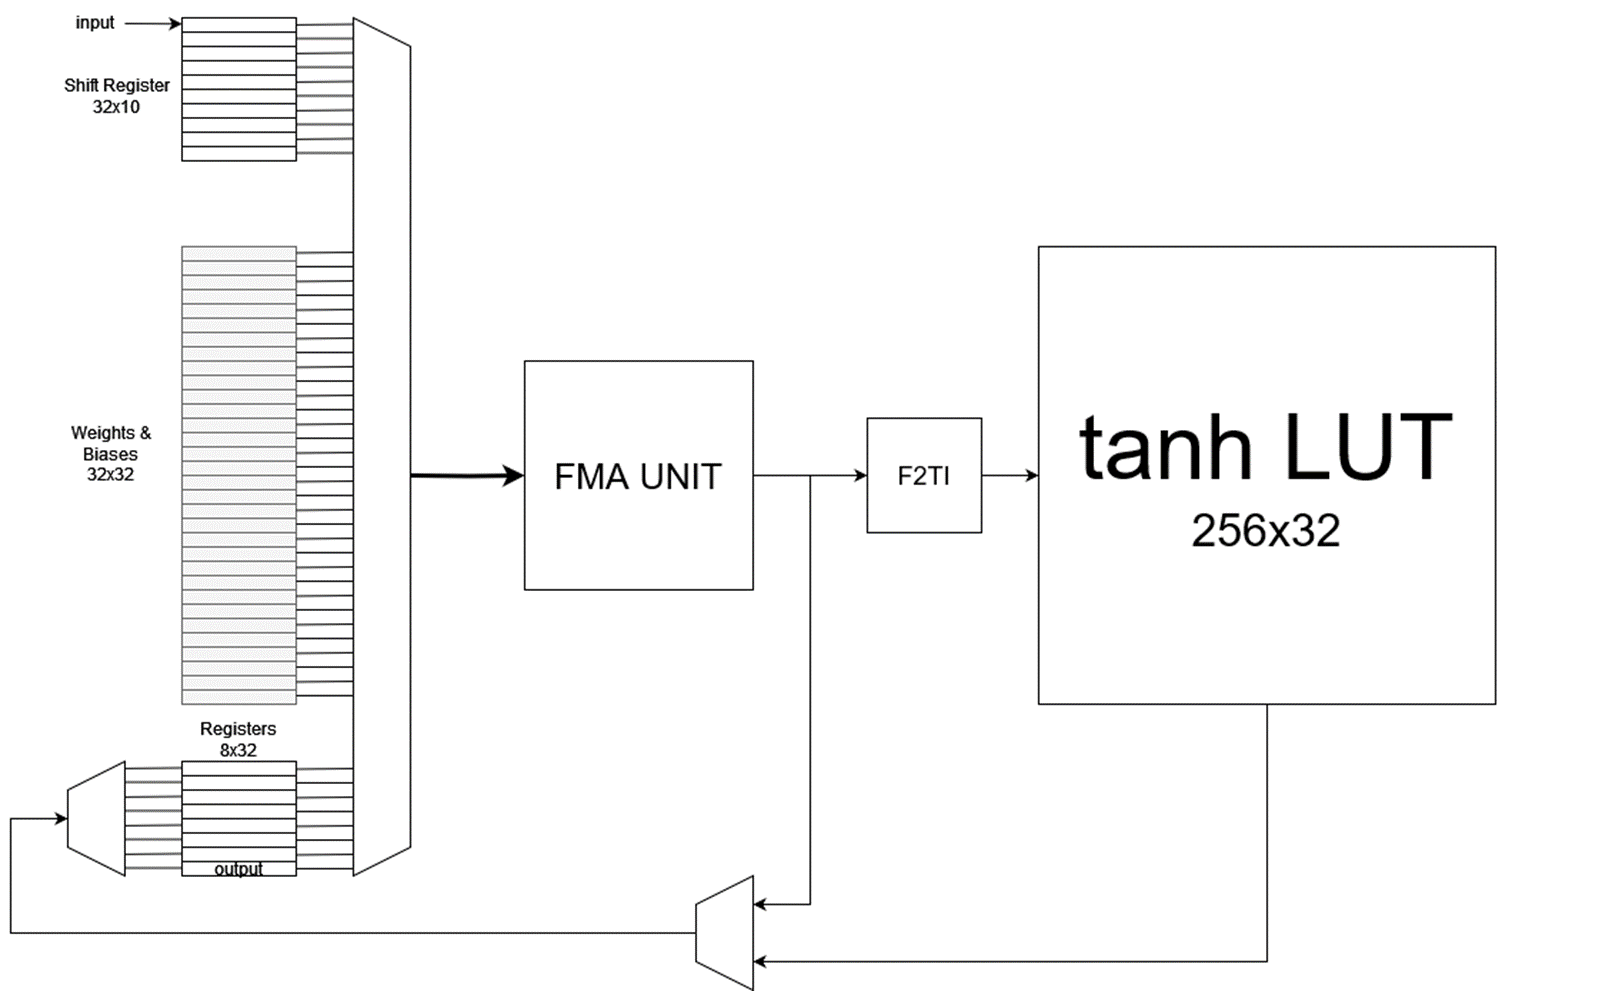 input
Shift Register
32x10
Weights &
Biases
32x32
Registers
8x32
output
FMA UNIT
F2TI
tanh LUT
256x32